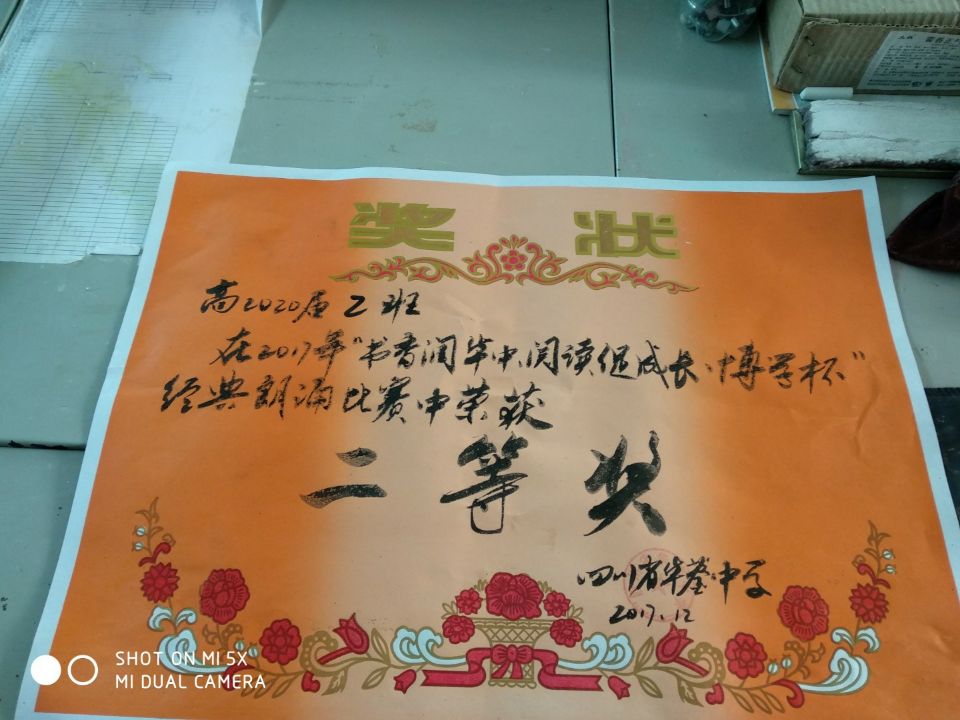 奖 状
高2020届2班
在2017年"书香润华中,阅读促成长·博学杯"
经典朗诵比赛中荣获
二等奖
四川省华蓥中学
2017.12
SHOT ON MI 5X
MI DUAL CAMERA